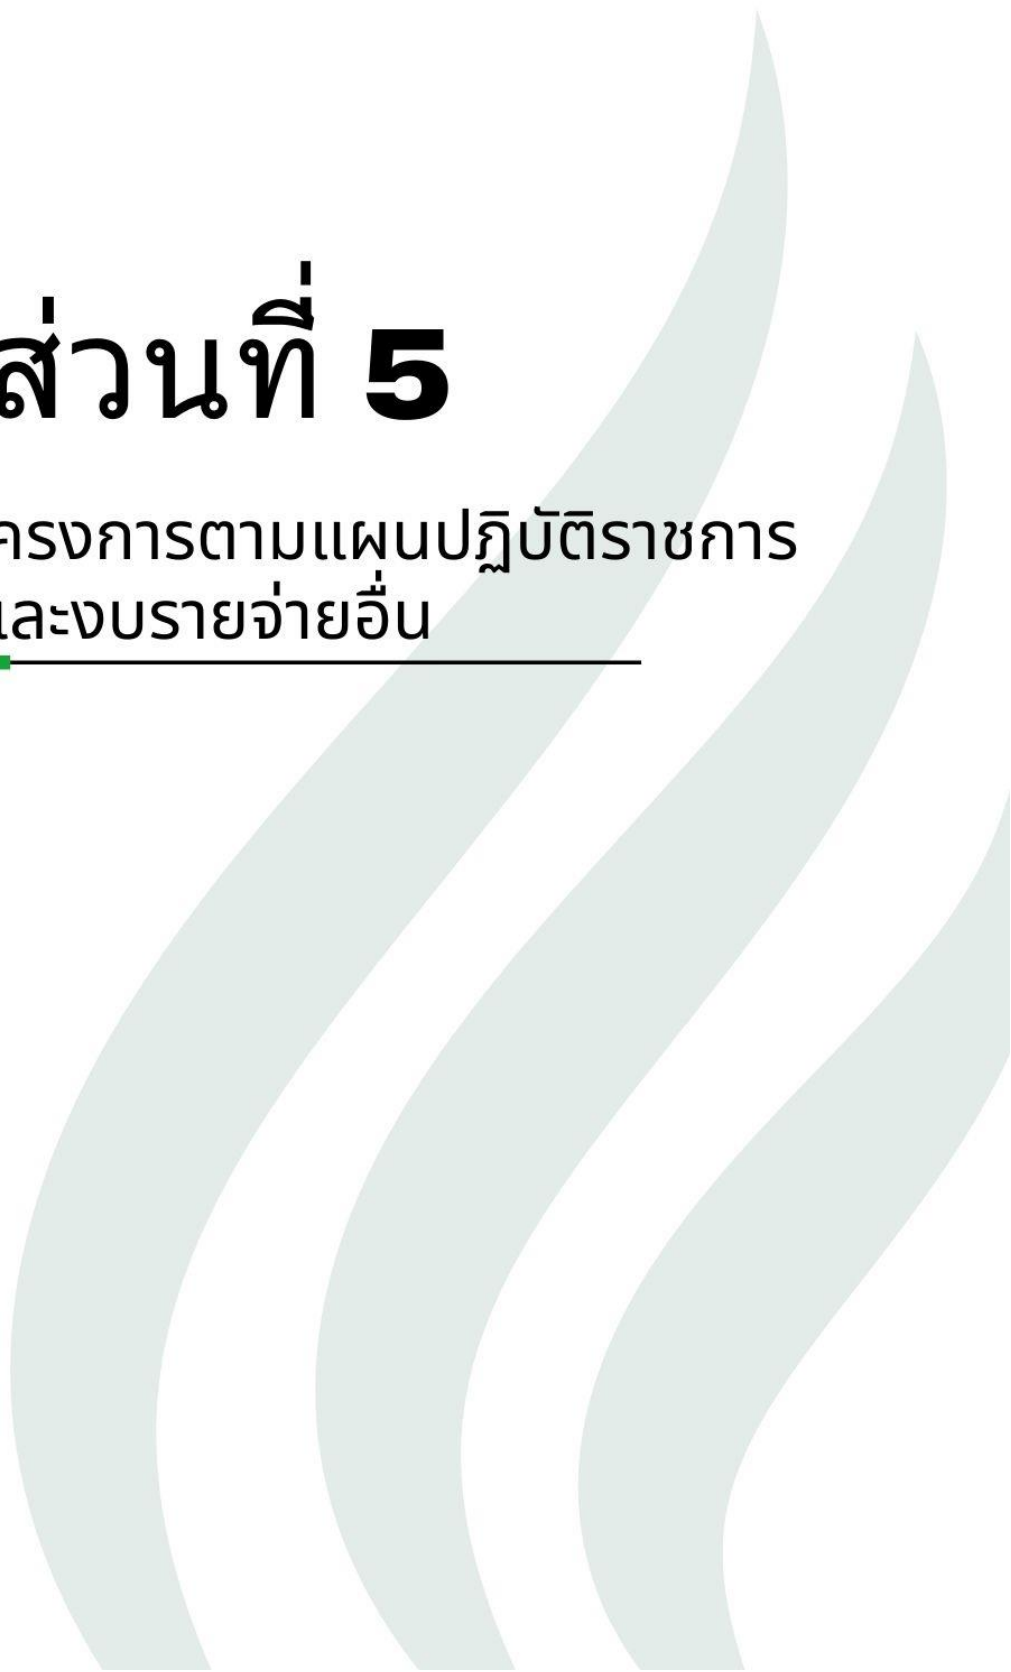 ส่วนที่ 5
ครงการตามแผนปฏิบัติราชการ
และงบรายจ่ายอื่น